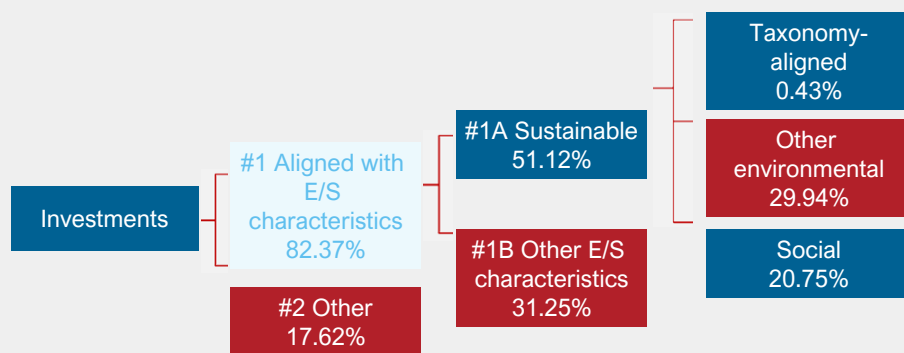 Investments
#1 Aligned with
E/S
characteristics
82.37%
#2 Other
17.62%
#1A Sustainable
51.12%
#1B Other E/S
characteristics
31.25%
Taxonomy-
aligned
0.43%
Other
environmental
29.94%
Social
20.75%